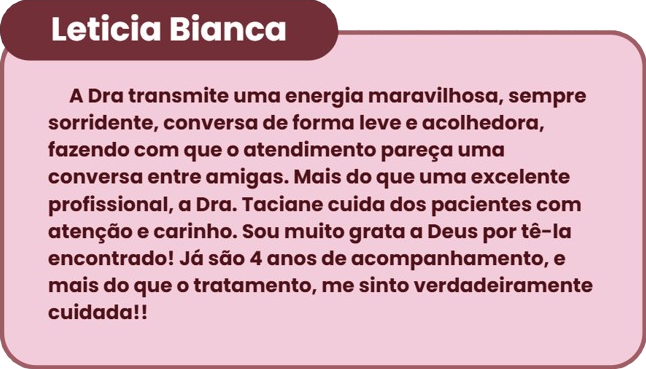 Leticia Bianca
A Dra transmite uma energia maravilhosa, sempre
sorridente, conversa de forma leve e acolhedora,
fazendo com que o atendimento pareça uma
conversa entre amigas. Mais do que uma excelente
profissional, a Dra. Taciane cuida dos pacientes com
atenção e carinho. Sou muito grata a Deus por tê-la
encontrado! Já são 4 anos de acompanhamento, e
mais do que o tratamento, me sinto verdadeiramente
cuidada!!